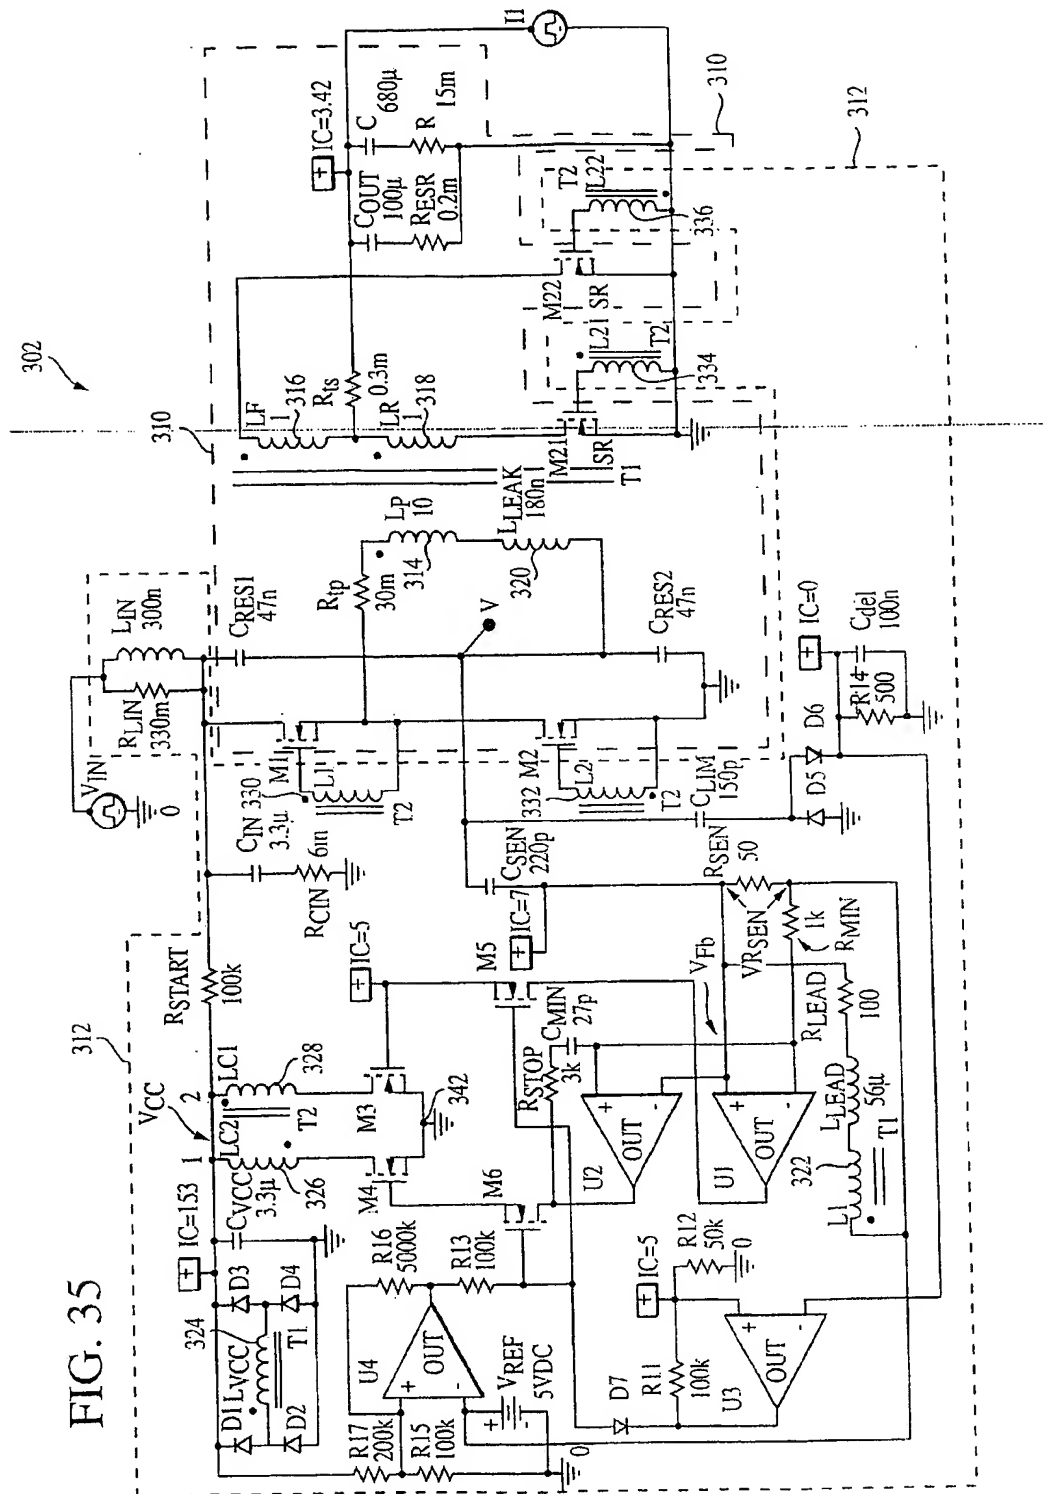 FIG. 35
302
310
310
312
312
VIN
0
LIN
300n
RLIN
330m
RSTART
100k
CIN
3.3µ
6m
RCIN
VCC
1
2
LC2
LC1
328
T2
326
IC=153
CVCC
3.3µ
D1
LVCC
324
T1
D2
D3
D4
M4
M3
342
IC=5
M5
M6
RSTOP
3k
CMIN
27p
IC=7
CSEN
220p
CLIM
150p
RSEN
50
VRSEN
VFb
1k
RMIN
RLEAD
100
LLEAD
56µ
322
L1
T1
U2
OUT
+
-
U1
OUT
+
-
U4
OUT
+
-
R16
5000k
R13
100k
R17
200k
R15
100k
VREF
5VDC
0
D7
R11
100k
U3
OUT
+
-
IC=5
R12
50k
0
D5
D6
IC=0
R14
500
Cdel
100n
M1
L1
330
T2
M2
L2
332
T2
CRES1
47n
CRES2
47n
V
Rtp
30m
LP
10
314
LLEAK
180n
320
T1
LF
1
316
LR
1
318
Rts
0.3m
M21
SR
L21
T2
334
M22
SR
T2
L22
336
COUT
100µ
RESR
0.2m
IC=3.42
C
680µ
R
15m
I1